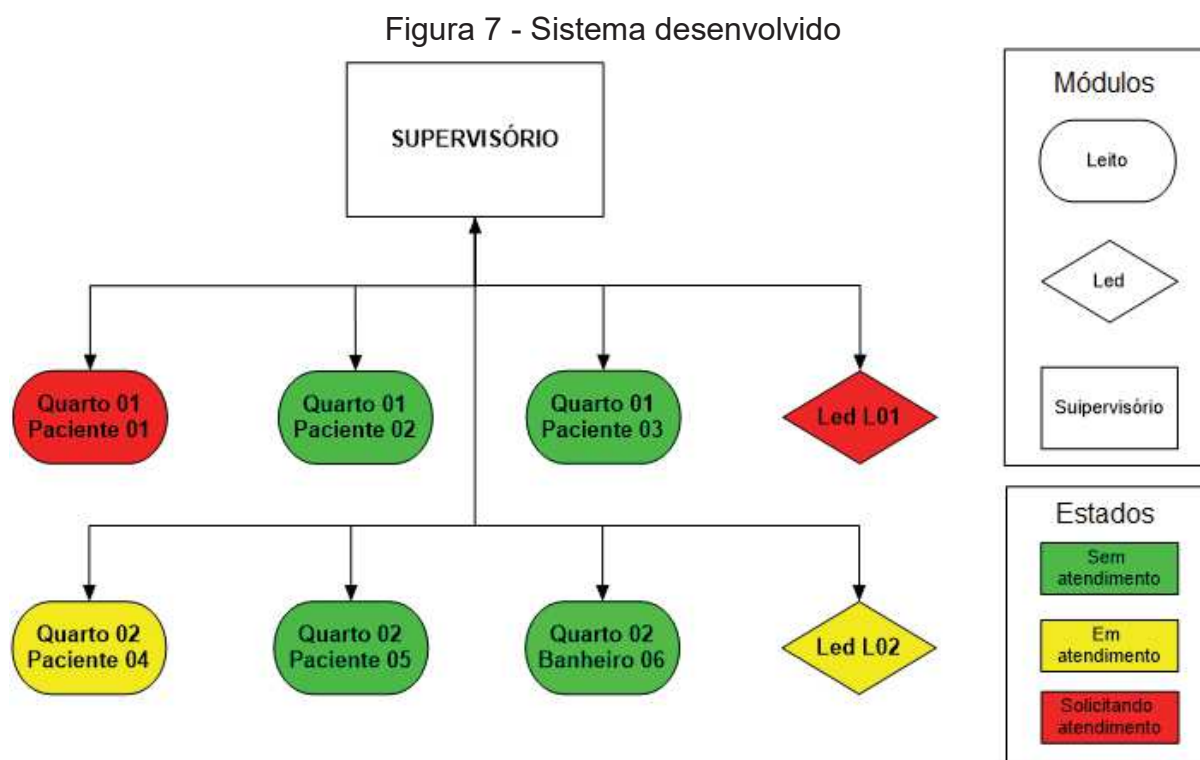 Figura 7 - Sistema desenvolvido
SUPERVISÓRIO
Quarto 01
Paciente 01
Quarto 01
Paciente 02
Quarto 01
Paciente 03
Led L01
Quarto 02
Paciente 04
Quarto 02
Paciente 05
Quarto 02
Banheiro 06
Led L02
Módulos
Leito
Led
Suipervisório
Estados
Sem
atendimento
Em
atendimento
Solicitando
atendimento